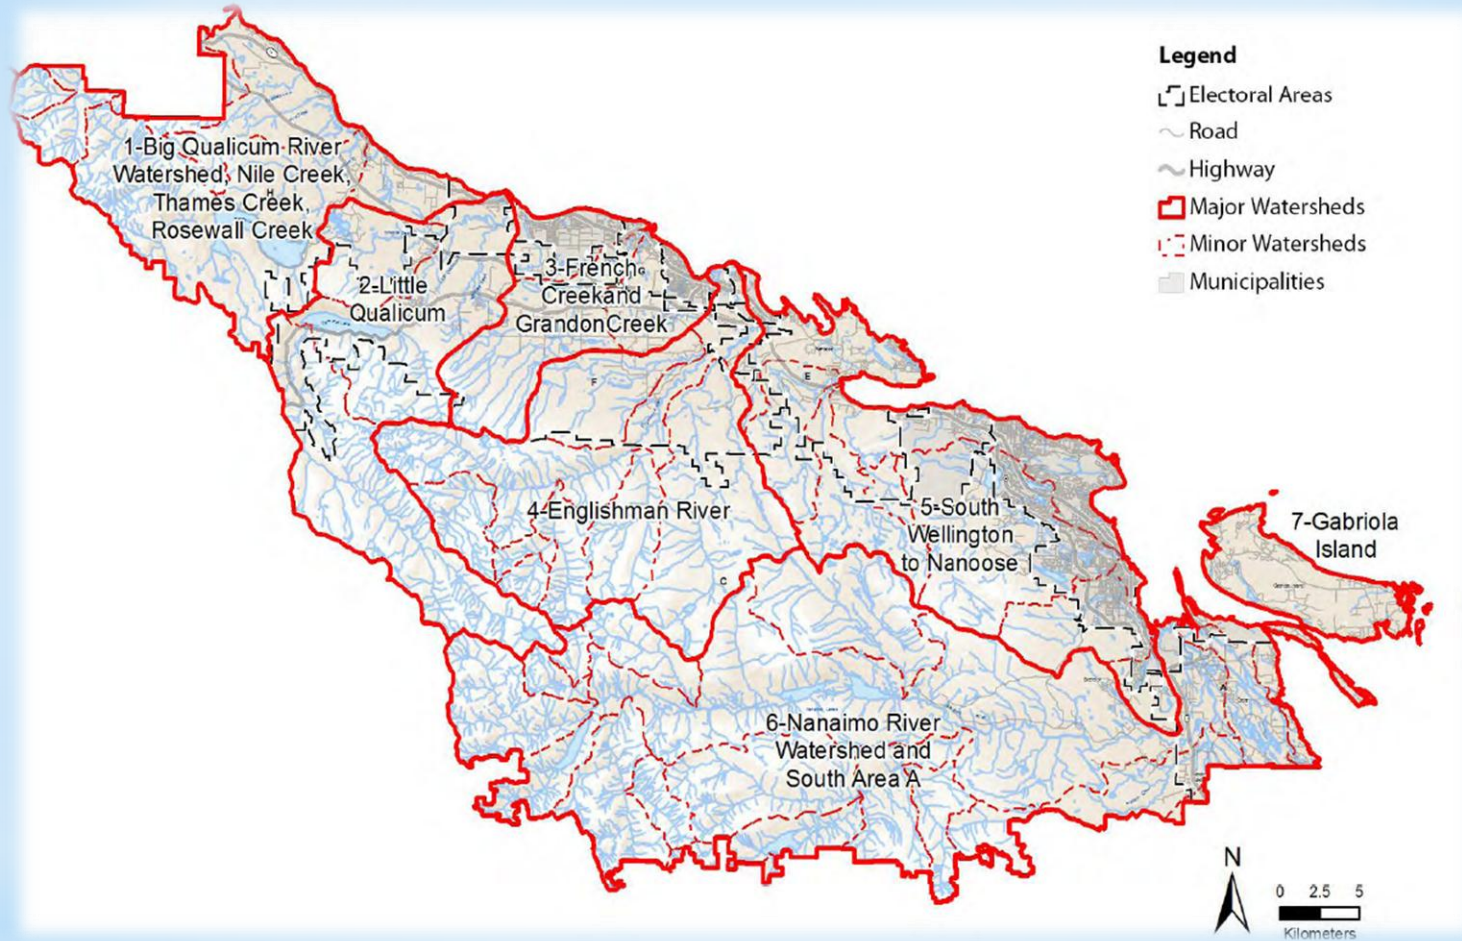 Legend
Electoral Areas
Road
Highway
Major Watersheds
Minor Watersheds
Municipalities
1-Big Qualicum River
Watershed, Nile Creek,
Thames Creek,
Rosewall Creek
H
2-Little
Qualicum
3-French
Creekand
GrandonCreek
G
F
E
4-Englishman River
C
5-South
Wellington
to Nanoose
7-Gabriola
Island
6-Nanaimo River
Watershed and
South Area A
A
N
0 2.5 5
Kilometers